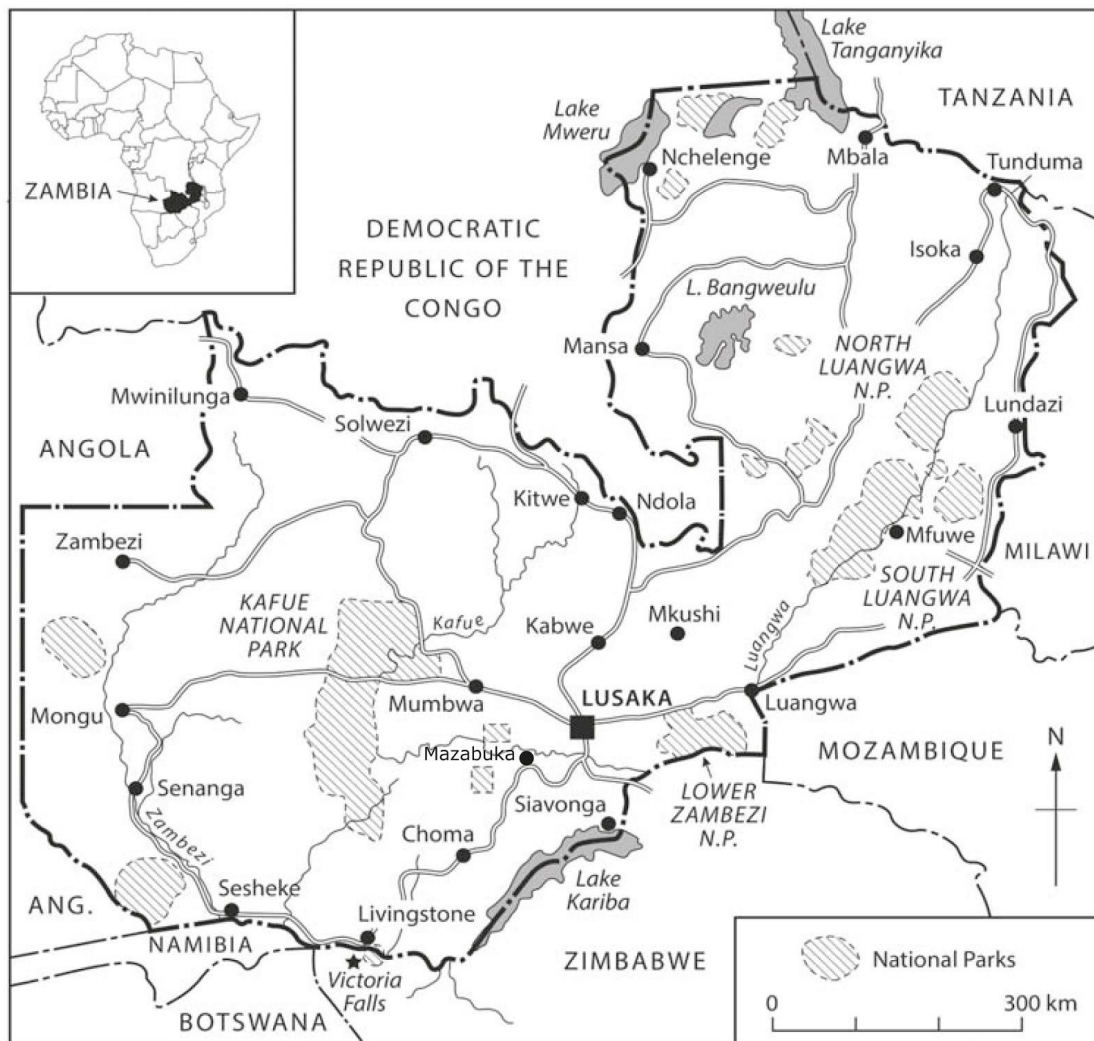 Lake
Tanganyika
TANZANIA
Lake
Mweru
Nchelenge
Mbala
Tunduma
ZAMBIA
DEMOCRATIC
REPUBLIC OF THE
CONGO
Isoka
L. Bangweulu
Mansa
NORTH
LUANGWA
N.P.
Mwinilunga
Solwezi
Lundazi
ANGOLA
Kitwe
Ndola
Zambezi
Mfuwe
MILAWI
SOUTH
LUANGWA
N.P.
KAFUE
NATIONAL
PARK
Kafue
Kabwe
Mkushi
Luangwa
Mongu
Mumbwa
LUSAKA
Luangwa
Mazabuka
MOZAMBIQUE
N
Senanga
Siavonga
LOWER
ZAMBEZI
N.P.
Zambezi
Choma
Lake
Kariba
ANG.
Sesheke
Livingstone
NAMIBIA
ZIMBABWE
Victoria
Falls
BOTSWANA
National Parks
0
300 km